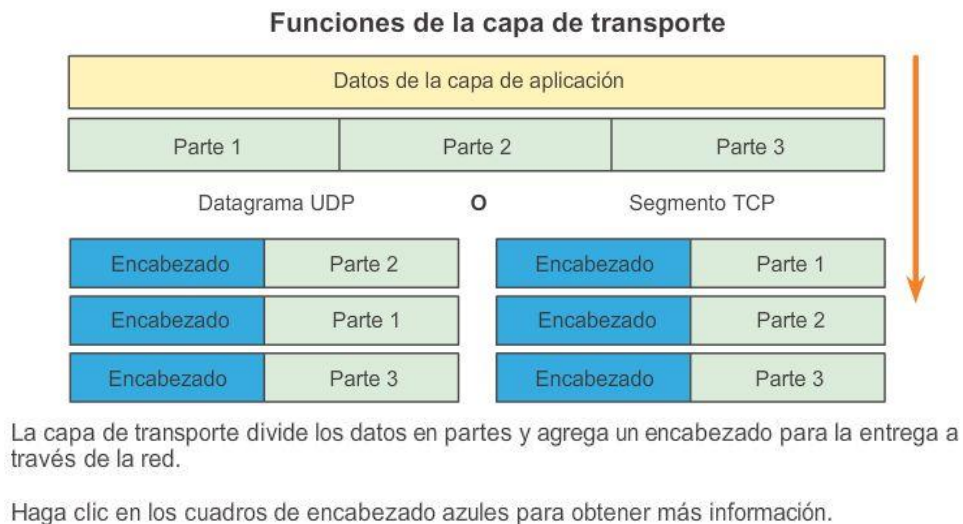 Funciones de la capa de transporte
Datos de la capa de aplicación
Parte 1 Parte 2 Parte 3
Datagrama UDP O Segmento TCP
Encabezado Parte 2 Encabezado Parte 1
Encabezado Parte 1 Encabezado Parte 2
Encabezado Parte 3 Encabezado Parte 3
La capa de transporte divide los datos en partes y agrega un encabezado para la entrega a
través de la red.
Haga clic en los cuadros de encabezado azules para obtener más información.